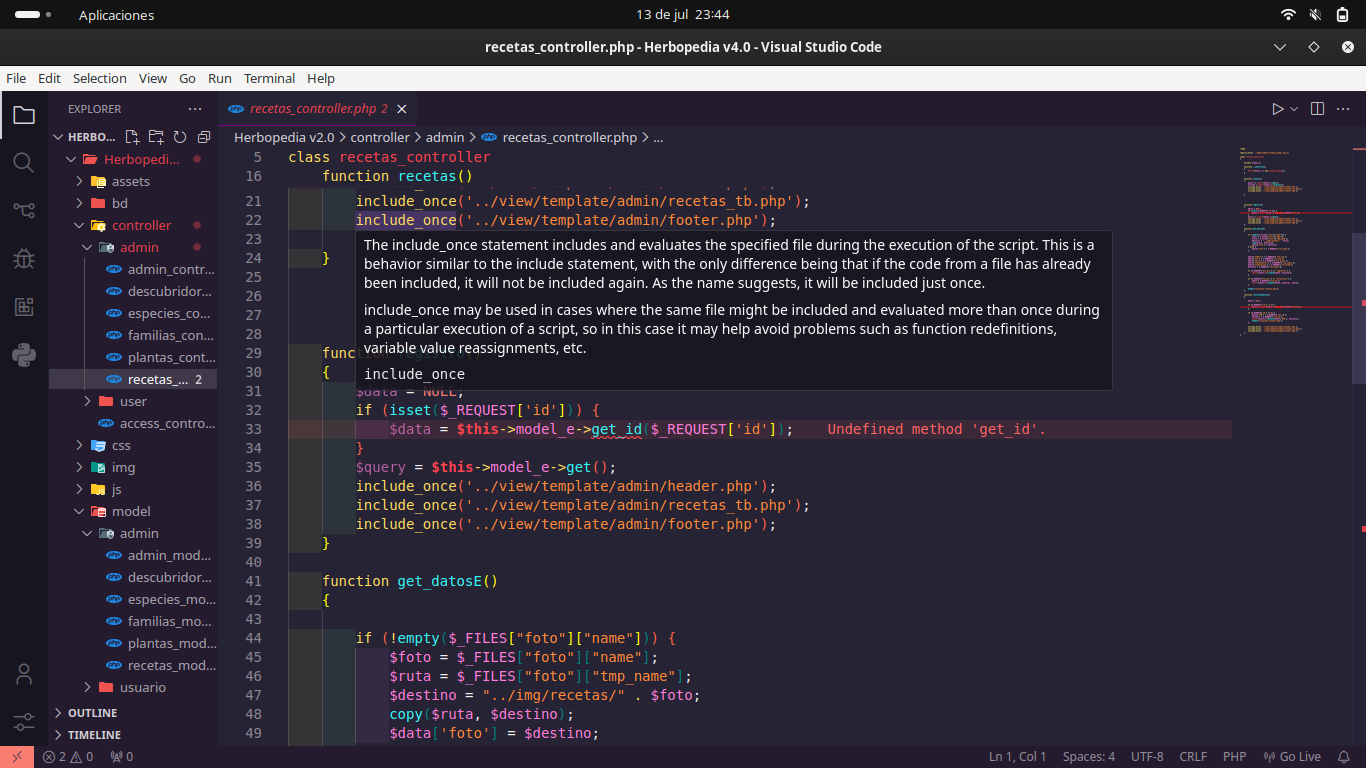 Aplicaciones
13 de jul 23:44
recetas_controller.php - Herbopedia v4.0 - Visual Studio Code
File Edit Selection View Go Run Terminal Help
EXPLORER
recetas_controller.php 2
HERBO...
Herbopedia v2.0 > controller > admin > recetas_controller.php > ...
Herbopedi...
assets
bd
controller
admin
admin_contr...
descubridor...
especies_co...
familias_con...
plantas_cont...
recetas_... 2
user
access_contro...
css
img
js
model
admin
admin_mod...
descubridor...
especies_mo...
familias_mo...
plantas_mod...
recetas_mod...
usuario
OUTLINE
TIMELINE
5 class recetas_controller
16 function recetas()
21 include_once('../view/template/admin/recetas_tb.php');
22 include_once('../view/template/admin/footer.php');
23
24 }
25
26
27
28
The include_once statement includes and evaluates the specified file during the execution of the script. This is a
behavior similar to the include statement, with the only difference being that if the code from a file has already
been included, it will not be included again. As the name suggests, it will be included just once.
include_once may be used in cases where the same file might be included and evaluated more than once during
a particular execution of a script, so in this case it may help avoid problems such as function redefinitions,
variable value reassignments, etc.
include_once
29 func
30 {
31 $data = NULL;
32 if (isset($_REQUEST['id'])) {
33 $data = $this->model_e->get_id($_REQUEST['id']); Undefined method 'get_id'.
34 }
35 $query = $this->model_e->get();
36 include_once('../view/template/admin/header.php');
37 include_once('../view/template/admin/recetas_tb.php');
38 include_once('../view/template/admin/footer.php');
39 }
40
41 function get_datosE()
42 {
43
44 if (!empty($_FILES["foto"]["name"])) {
45 $foto = $_FILES["foto"]["name"];
46 $ruta = $_FILES["foto"]["tmp_name"];
47 $destino = "../img/recetas/" . $foto;
48 copy($ruta, $destino);
49 $data['foto'] = $destino;
2 0 0 Ln 1, Col 1 Spaces: 4 UTF-8 CRLF PHP Go Live